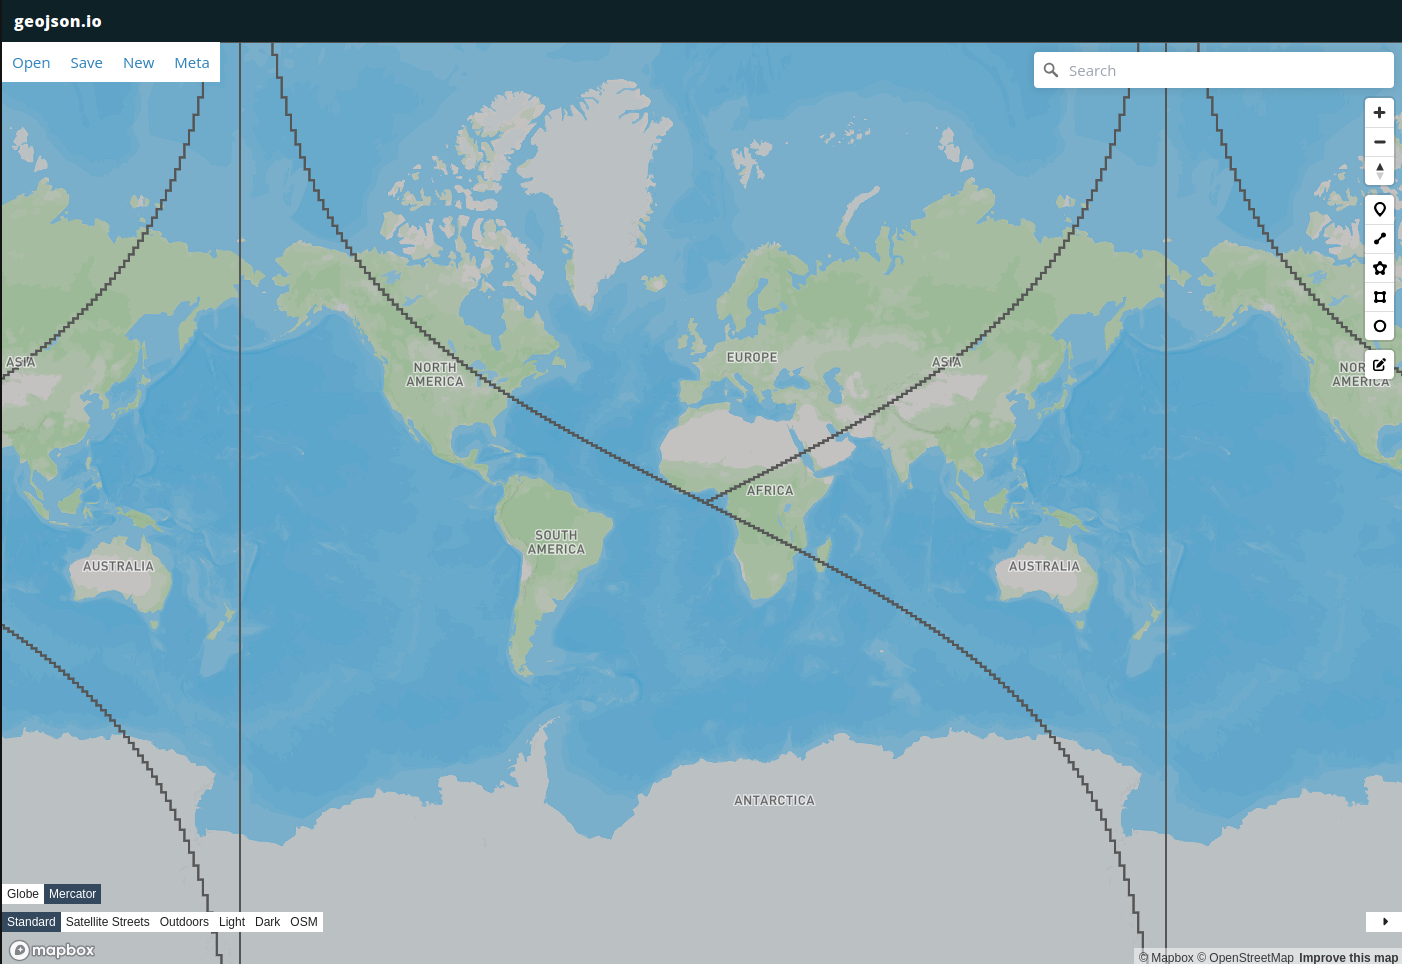 geojson.io
Open Save New Meta
Search
ASIA
NORTH
AMERICA
EUROPE
ASIA
AMERICA
AFRICA
SOUTH
AMERICA
AUSTRALIA
AUSTRALIA
ANTARCTICA
Globe Mercator
Standard Satellite Streets Outdoors Light Dark OSM
mapbox
© Mapbox © OpenStreetMap Improve this map